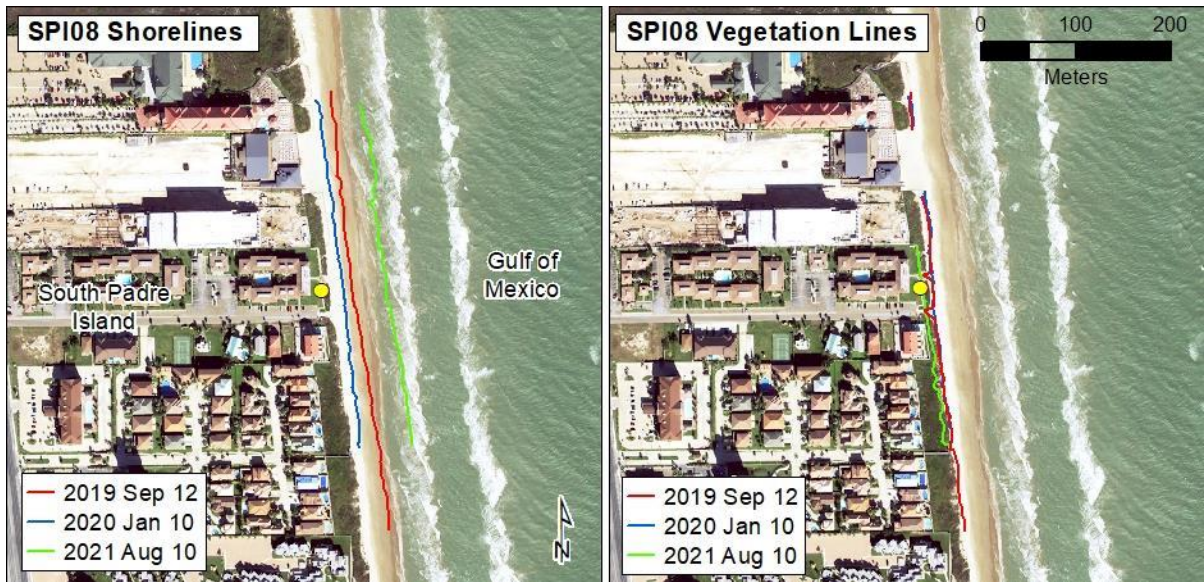 SPI08 Shorelines
South Padre
Island
Gulf of
Mexico
2019 Sep 12
2020 Jan 10
2021 Aug 10
N
SPI08 Vegetation Lines
0 100 200
Meters
2019 Sep 12
2020 Jan 10
2021 Aug 10